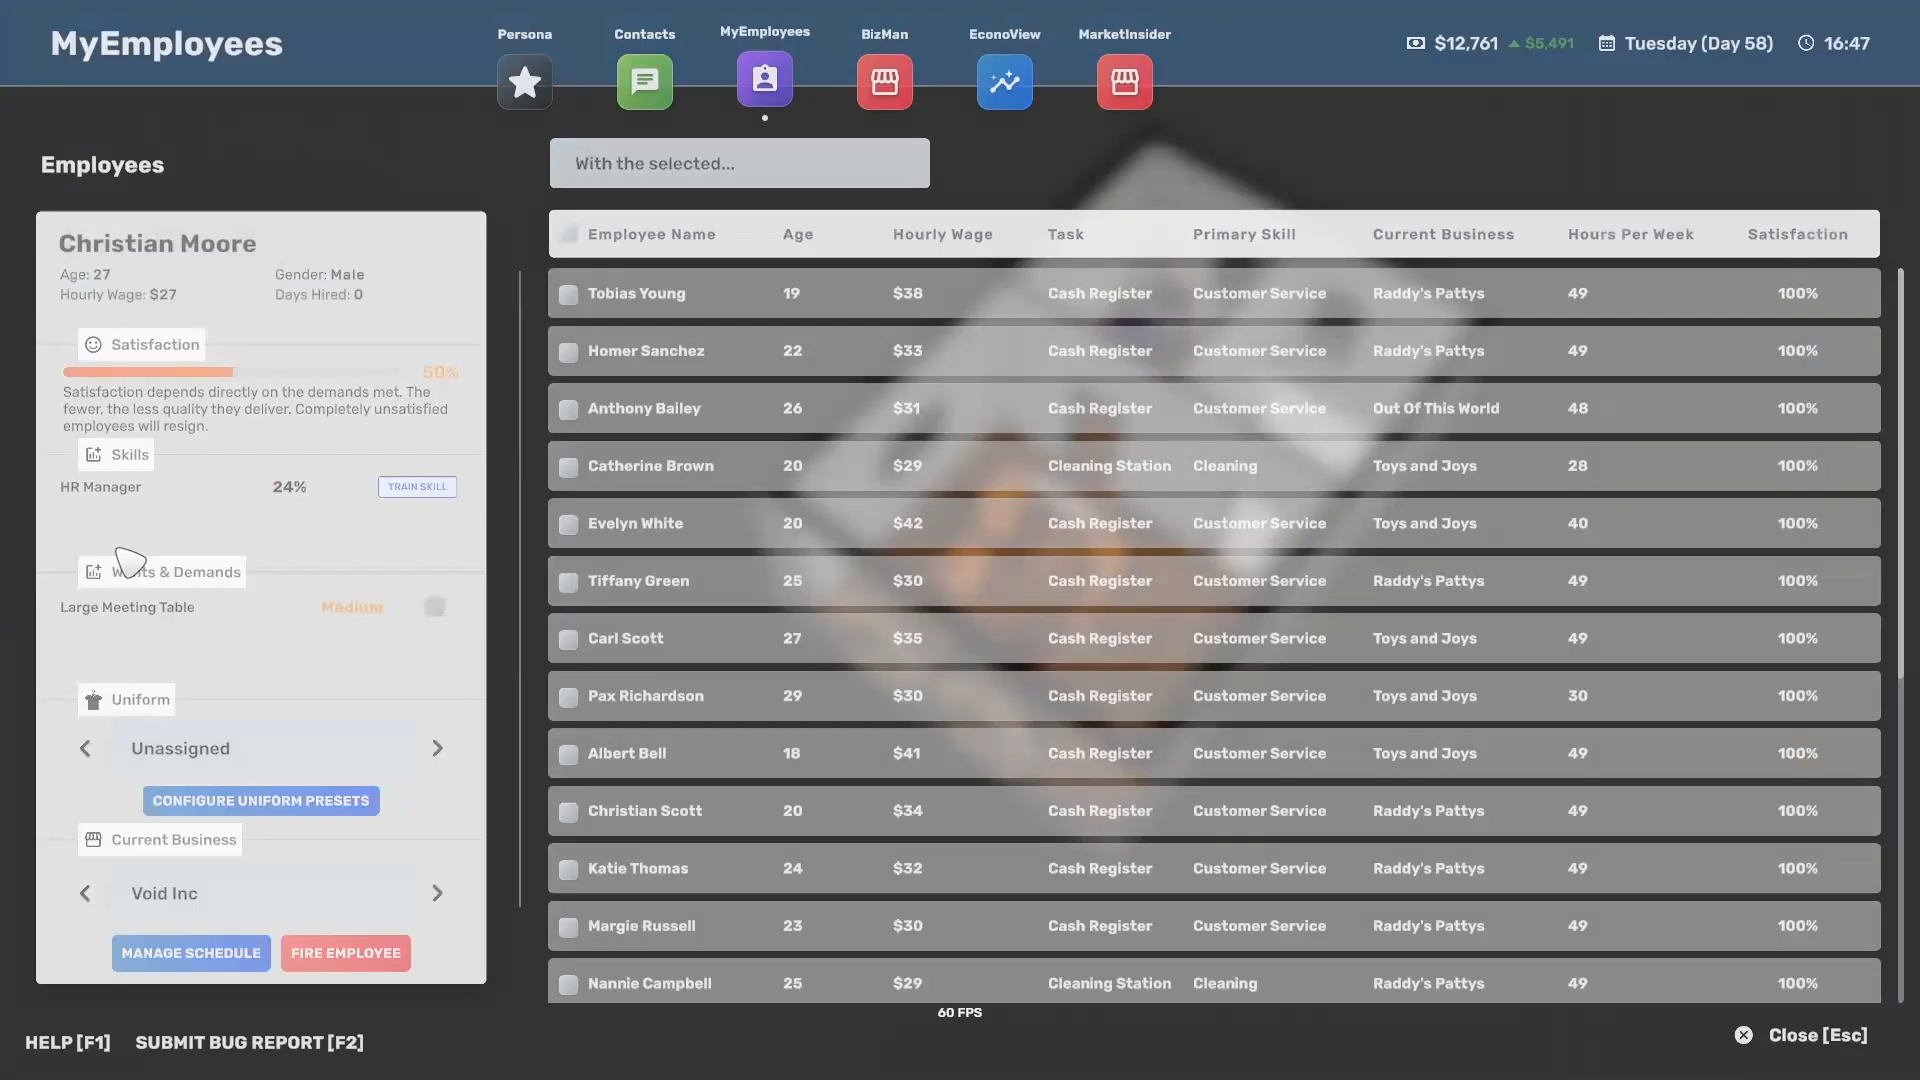 MyEmployees
Persona
Contacts
MyEmployees
BizMan
EconoView
MarketInsider
$12,761 $5,491 Tuesday (Day 58) 16:47
Employees
With the selected...
Christian Moore
Age: 27 Gender: Male
Hourly Wage: $27 Days Hired: 0
Satisfaction
50%
Satisfaction depends directly on the demands met. The
fewer, the less quality they deliver. Completely unsatisfied
employees will resign.
Skills
HR Manager 24% TRAIN SKILL
& Demands
Large Meeting Table Medium
Uniform
Unassigned
CONFIGURE UNIFORM PRESETS
Current Business
Void Inc
MANAGE SCHEDULE FIRE EMPLOYEE
Employee Name Age Hourly Wage Task Primary Skill Current Business Hours Per Week Satisfaction
Tobias Young 19 $38 Cash Register Customer Service Raddy's Pattys 49 100%
Homer Sanchez 22 $33 Cash Register Customer Service Raddy's Pattys 49 100%
Anthony Bailey 26 $31 Cash Register Customer Service Out Of This World 48 100%
Catherine Brown 20 $29 Cleaning Station Cleaning Toys and Joys 28 100%
Evelyn White 20 $42 Cash Register Customer Service Toys and Joys 40 100%
Tiffany Green 25 $30 Cash Register Customer Service Raddy's Pattys 49 100%
Carl Scott 27 $35 Cash Register Customer Service Toys and Joys 49 100%
Pax Richardson 29 $30 Cash Register Customer Service Toys and Joys 30 100%
Albert Bell 18 $41 Cash Register Customer Service Toys and Joys 49 100%
Christian Scott 20 $34 Cash Register Customer Service Raddy's Pattys 49 100%
Katie Thomas 24 $32 Cash Register Customer Service Raddy's Pattys 49 100%
Margie Russell 23 $30 Cash Register Customer Service Raddy's Pattys 49 100%
Nannie Campbell 25 $29 Cleaning Station Cleaning Raddy's Pattys 49 100%
60 FPS
HELP [F1] SUBMIT BUG REPORT [F2]
Close [Esc]